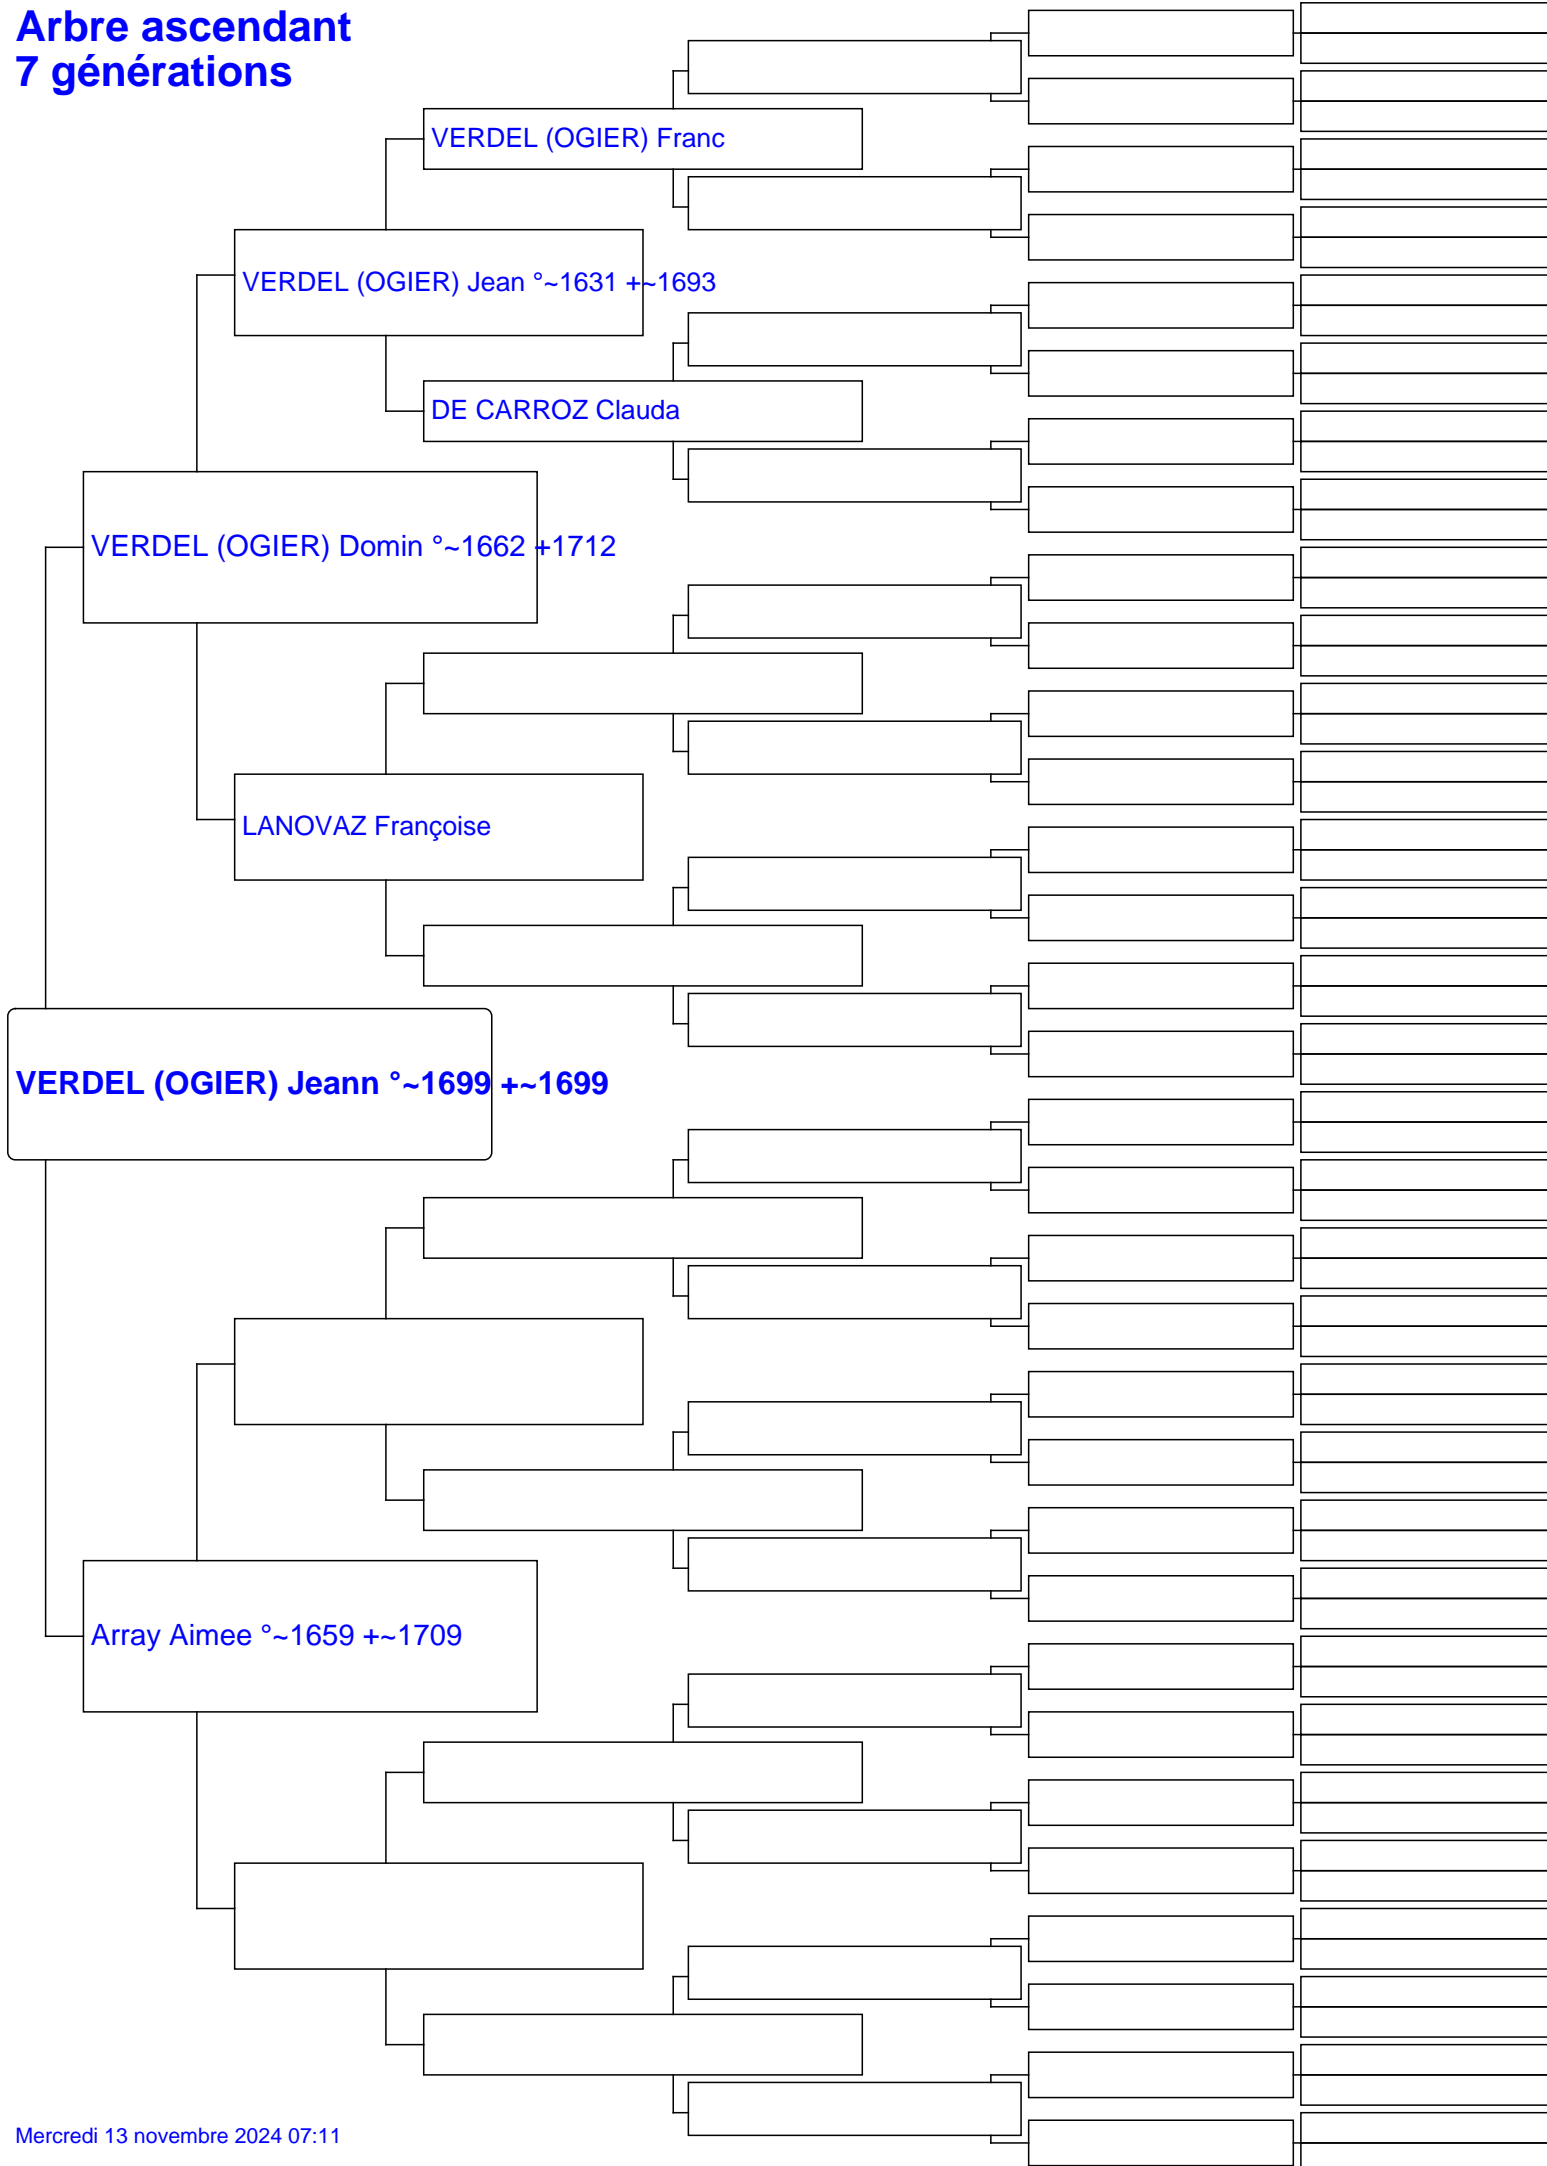 Arbre ascendant
7 générations
VERDEL (OGIER) Franc
VERDEL (OGIER) Jean °~1631 +~1693
DE CARROZ Clauda
VERDEL (OGIER) Domin °~1662 +1712
LANOVAZ Françoise
VERDEL (OGIER) Jeann °~1699 +~1699
Array Aimee °~1659 +~1709
Mercredi 13 novembre 2024 07:11